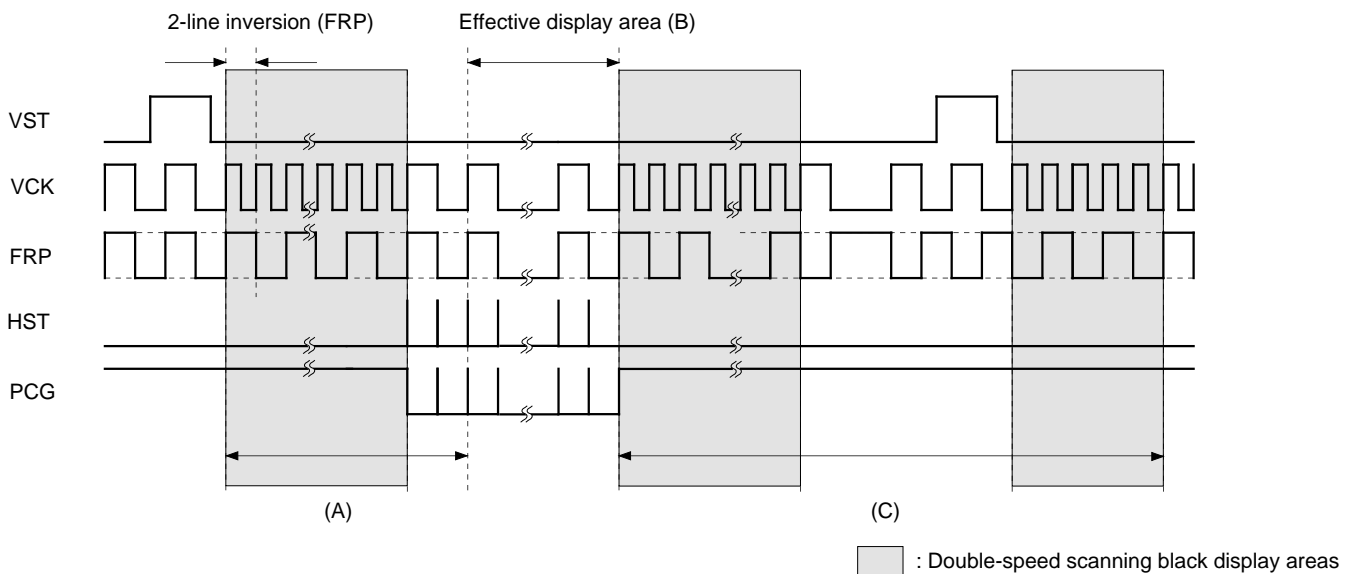 2-line inversion (FRP)
Effective display area (B)
VST
VCK
FRP
HST
PCG
(A)
(C)
: Double-speed scanning black display areas